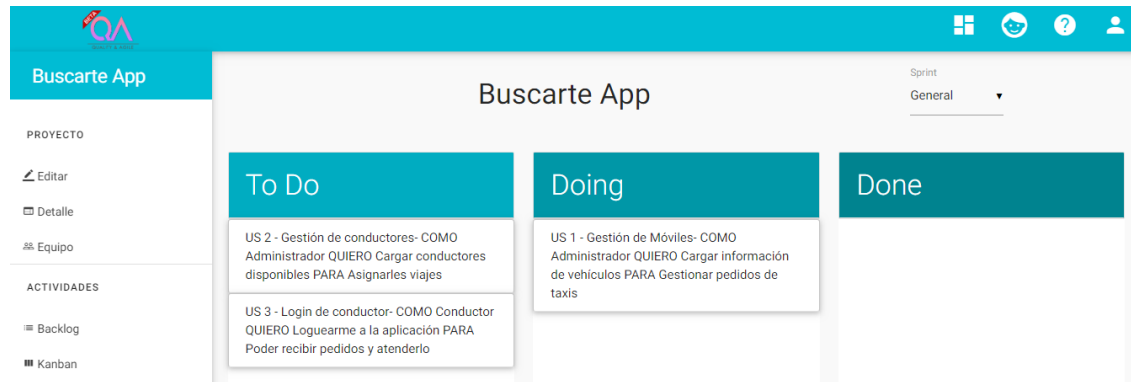 BETA
QA
Buscarte App
PROYECTO
Editar
Detalle
Equipo
ACTIVIDADES
Backlog
Kanban
Buscarte App
Sprint
General
To Do
US 2 - Gestión de conductores- COMO
Administrador QUIERO Cargar conductores
disponibles PARA Asignarles viajes
US 3 - Login de conductor- COMO Conductor
QUIERO Loguearme a la aplicación PARA
Poder recibir pedidos y atenderlo
Doing
US 1 - Gestión de Móviles- COMO
Administrador QUIERO Cargar información
de vehículos PARA Gestionar pedidos de
taxis
Done